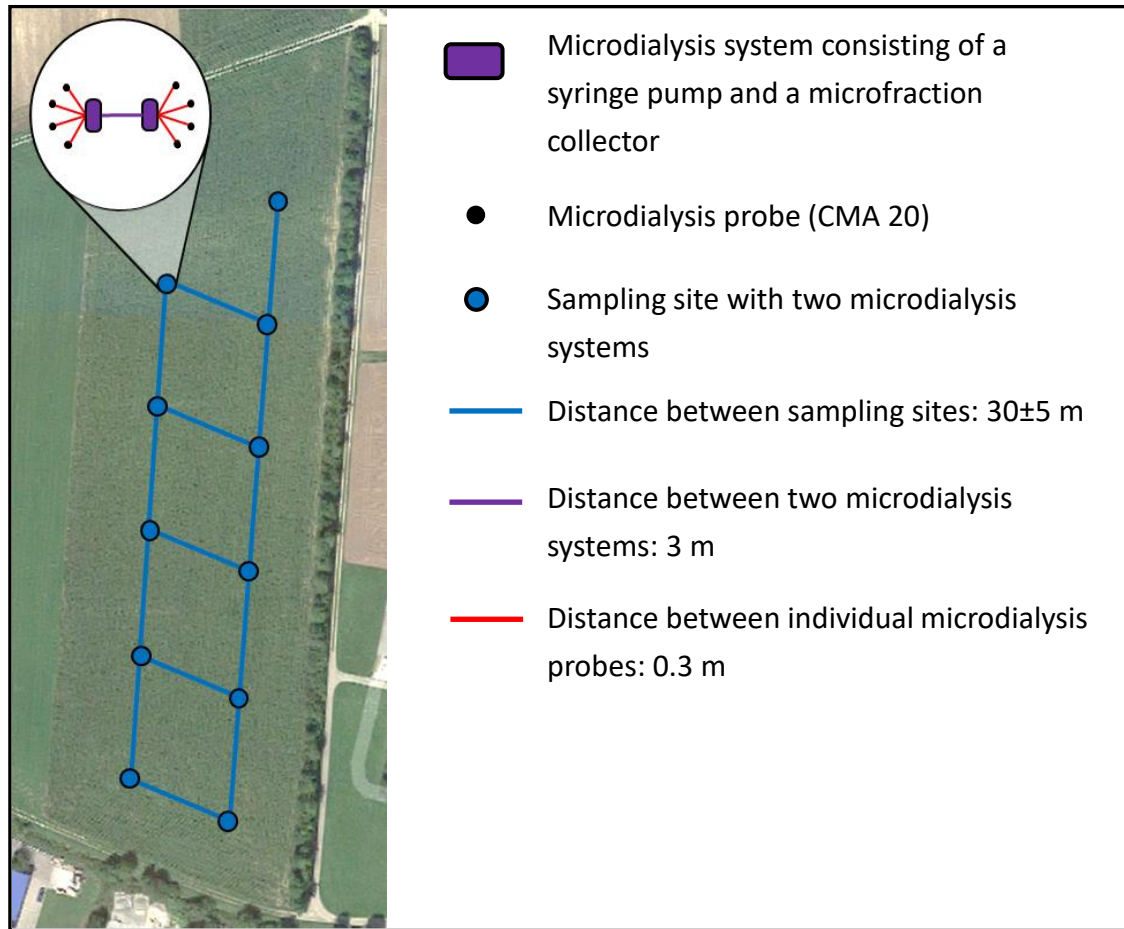 Microdialysis system consisting of a
syringe pump and a microfraction
collector
Microdialysis probe (CMA 20)
Sampling site with two microdialysis
systems
Distance between sampling sites: 30±5 m
Distance between two microdialysis
systems: 3 m
Distance between individual microdialysis
probes: 0.3 m